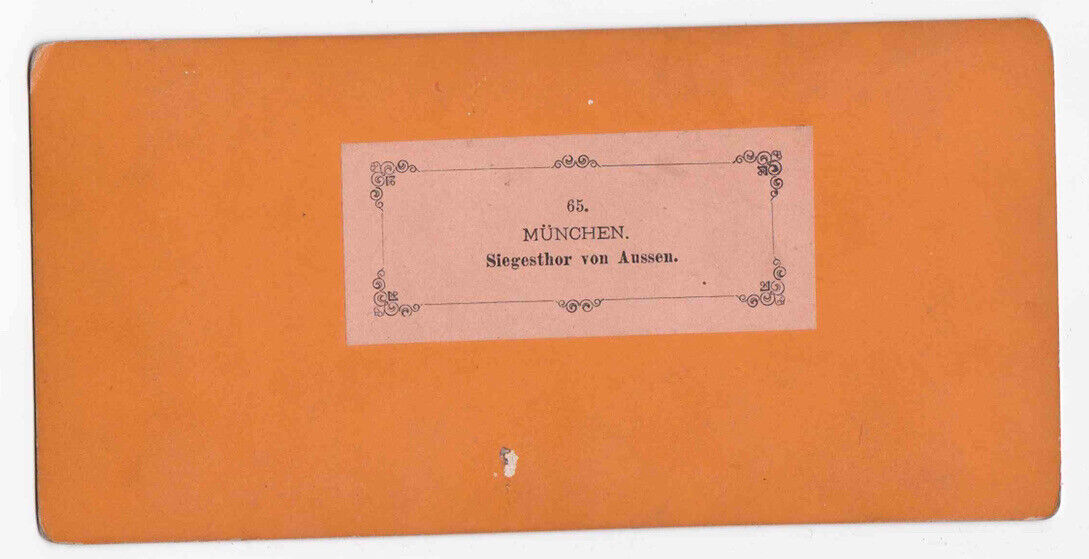 65.
MÜNCHEN.
Siegesthor von Aussen.